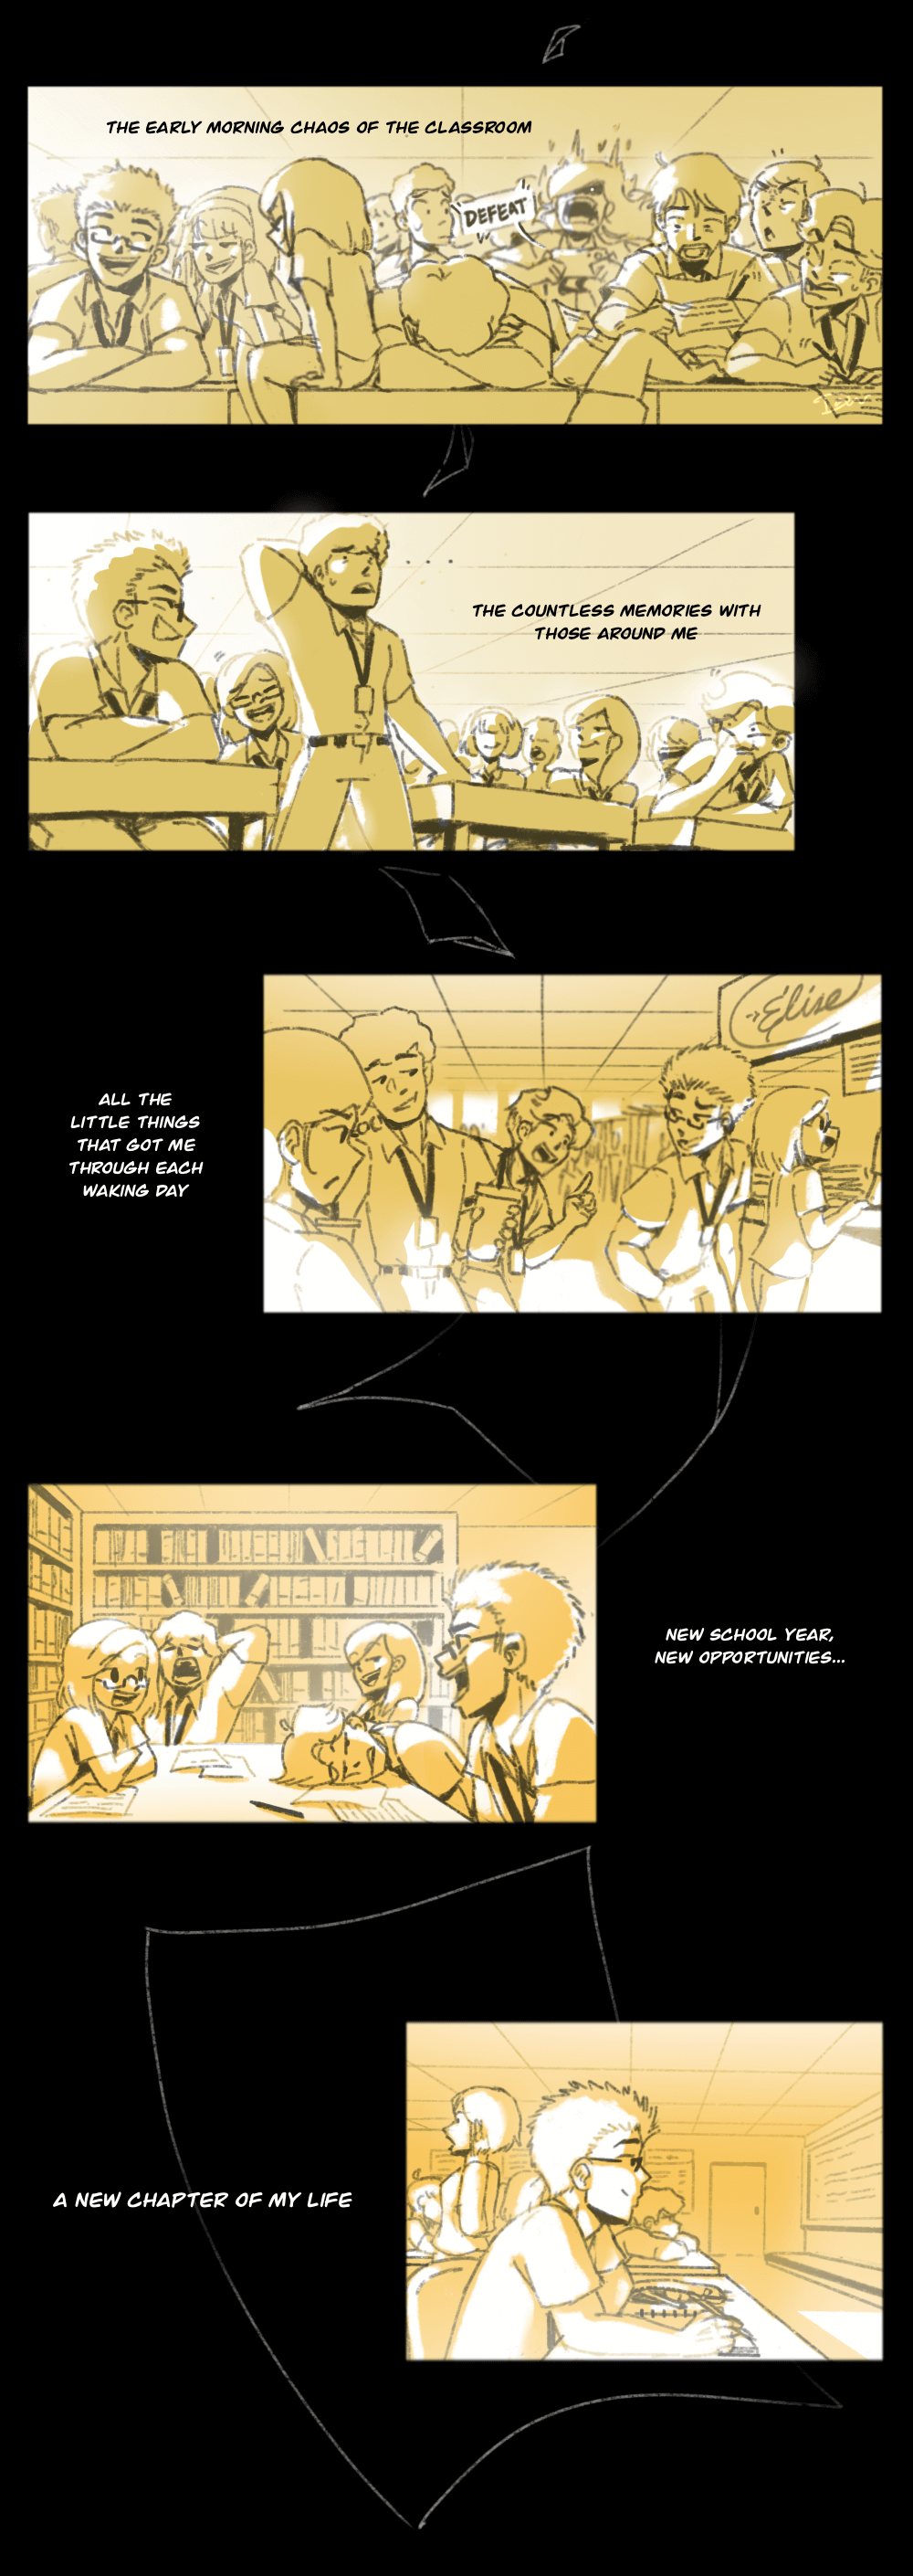 THE EARLY MORNING CHAOS OF THE CLASSROOM
DEFEAT
...
THE COUNTLESS MEMORIES WITH
THOSE AROUND ME
Elise
ALL THE
LITTLE THINGS
THAT GOT ME
THROUGH EACH
WAKING DAY
NEW SCHOOL YEAR,
NEW OPPORTUNITIES...
A NEW CHAPTER OF MY LIFE